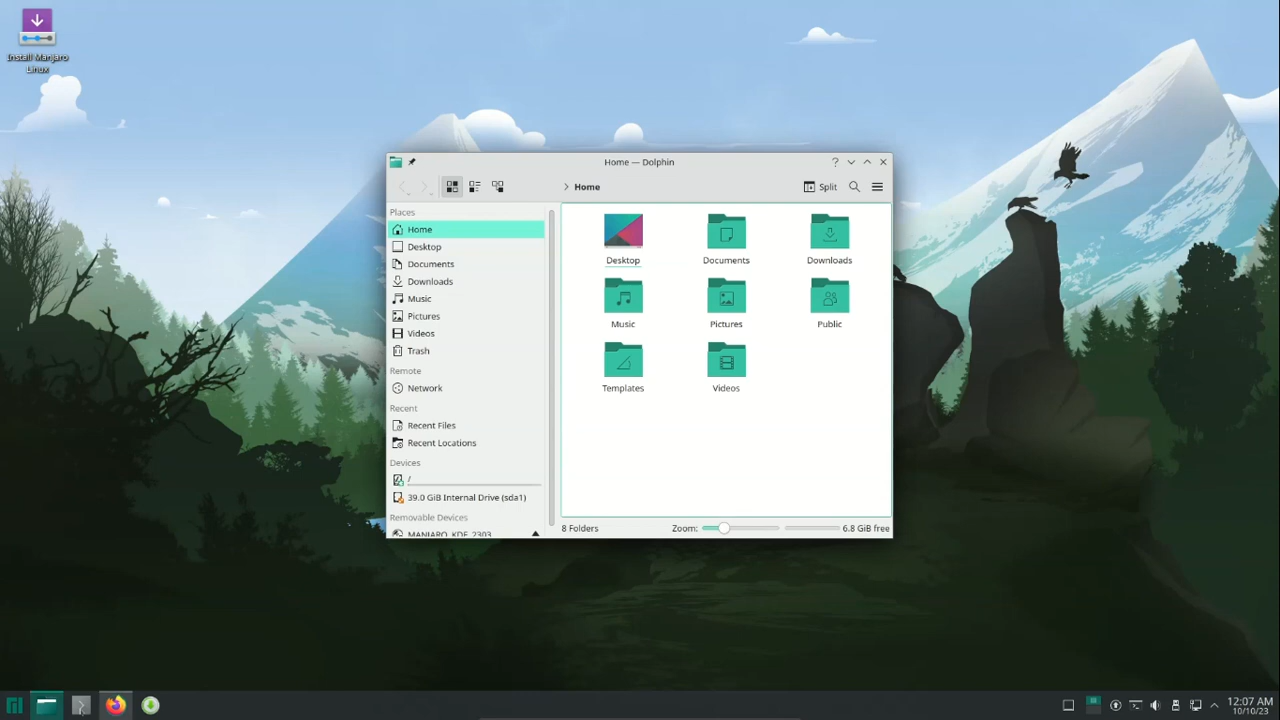 Install Manjaro
Linux
Home — Dolphin
Home
Split
Places
Home
Desktop
Documents
Downloads
Music
Pictures
Videos
Trash
Remote
Network
Recent
Recent Files
Recent Locations
Devices
/
39.0 GiB Internal Drive (sda1)
Removable Devices
MANJARO_KDE_2303
Desktop
Documents
Downloads
Music
Pictures
Public
Templates
Videos
8 Folders
Zoom:
6.8 GiB free
12:07 AM
10/10/23